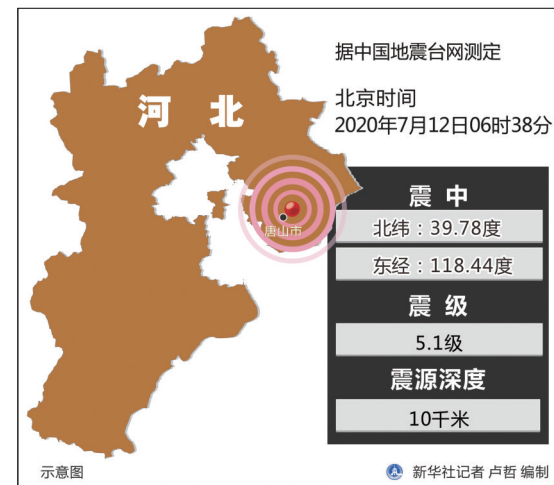 据中国地震台网测定
北京时间
2020年7月12日06时38分
河 北
唐山市
震 中
北纬：39.78度
东经：118.44度
震 级
5.1级
震源深度
10千米
示意图
新华社记者 卢哲 编制